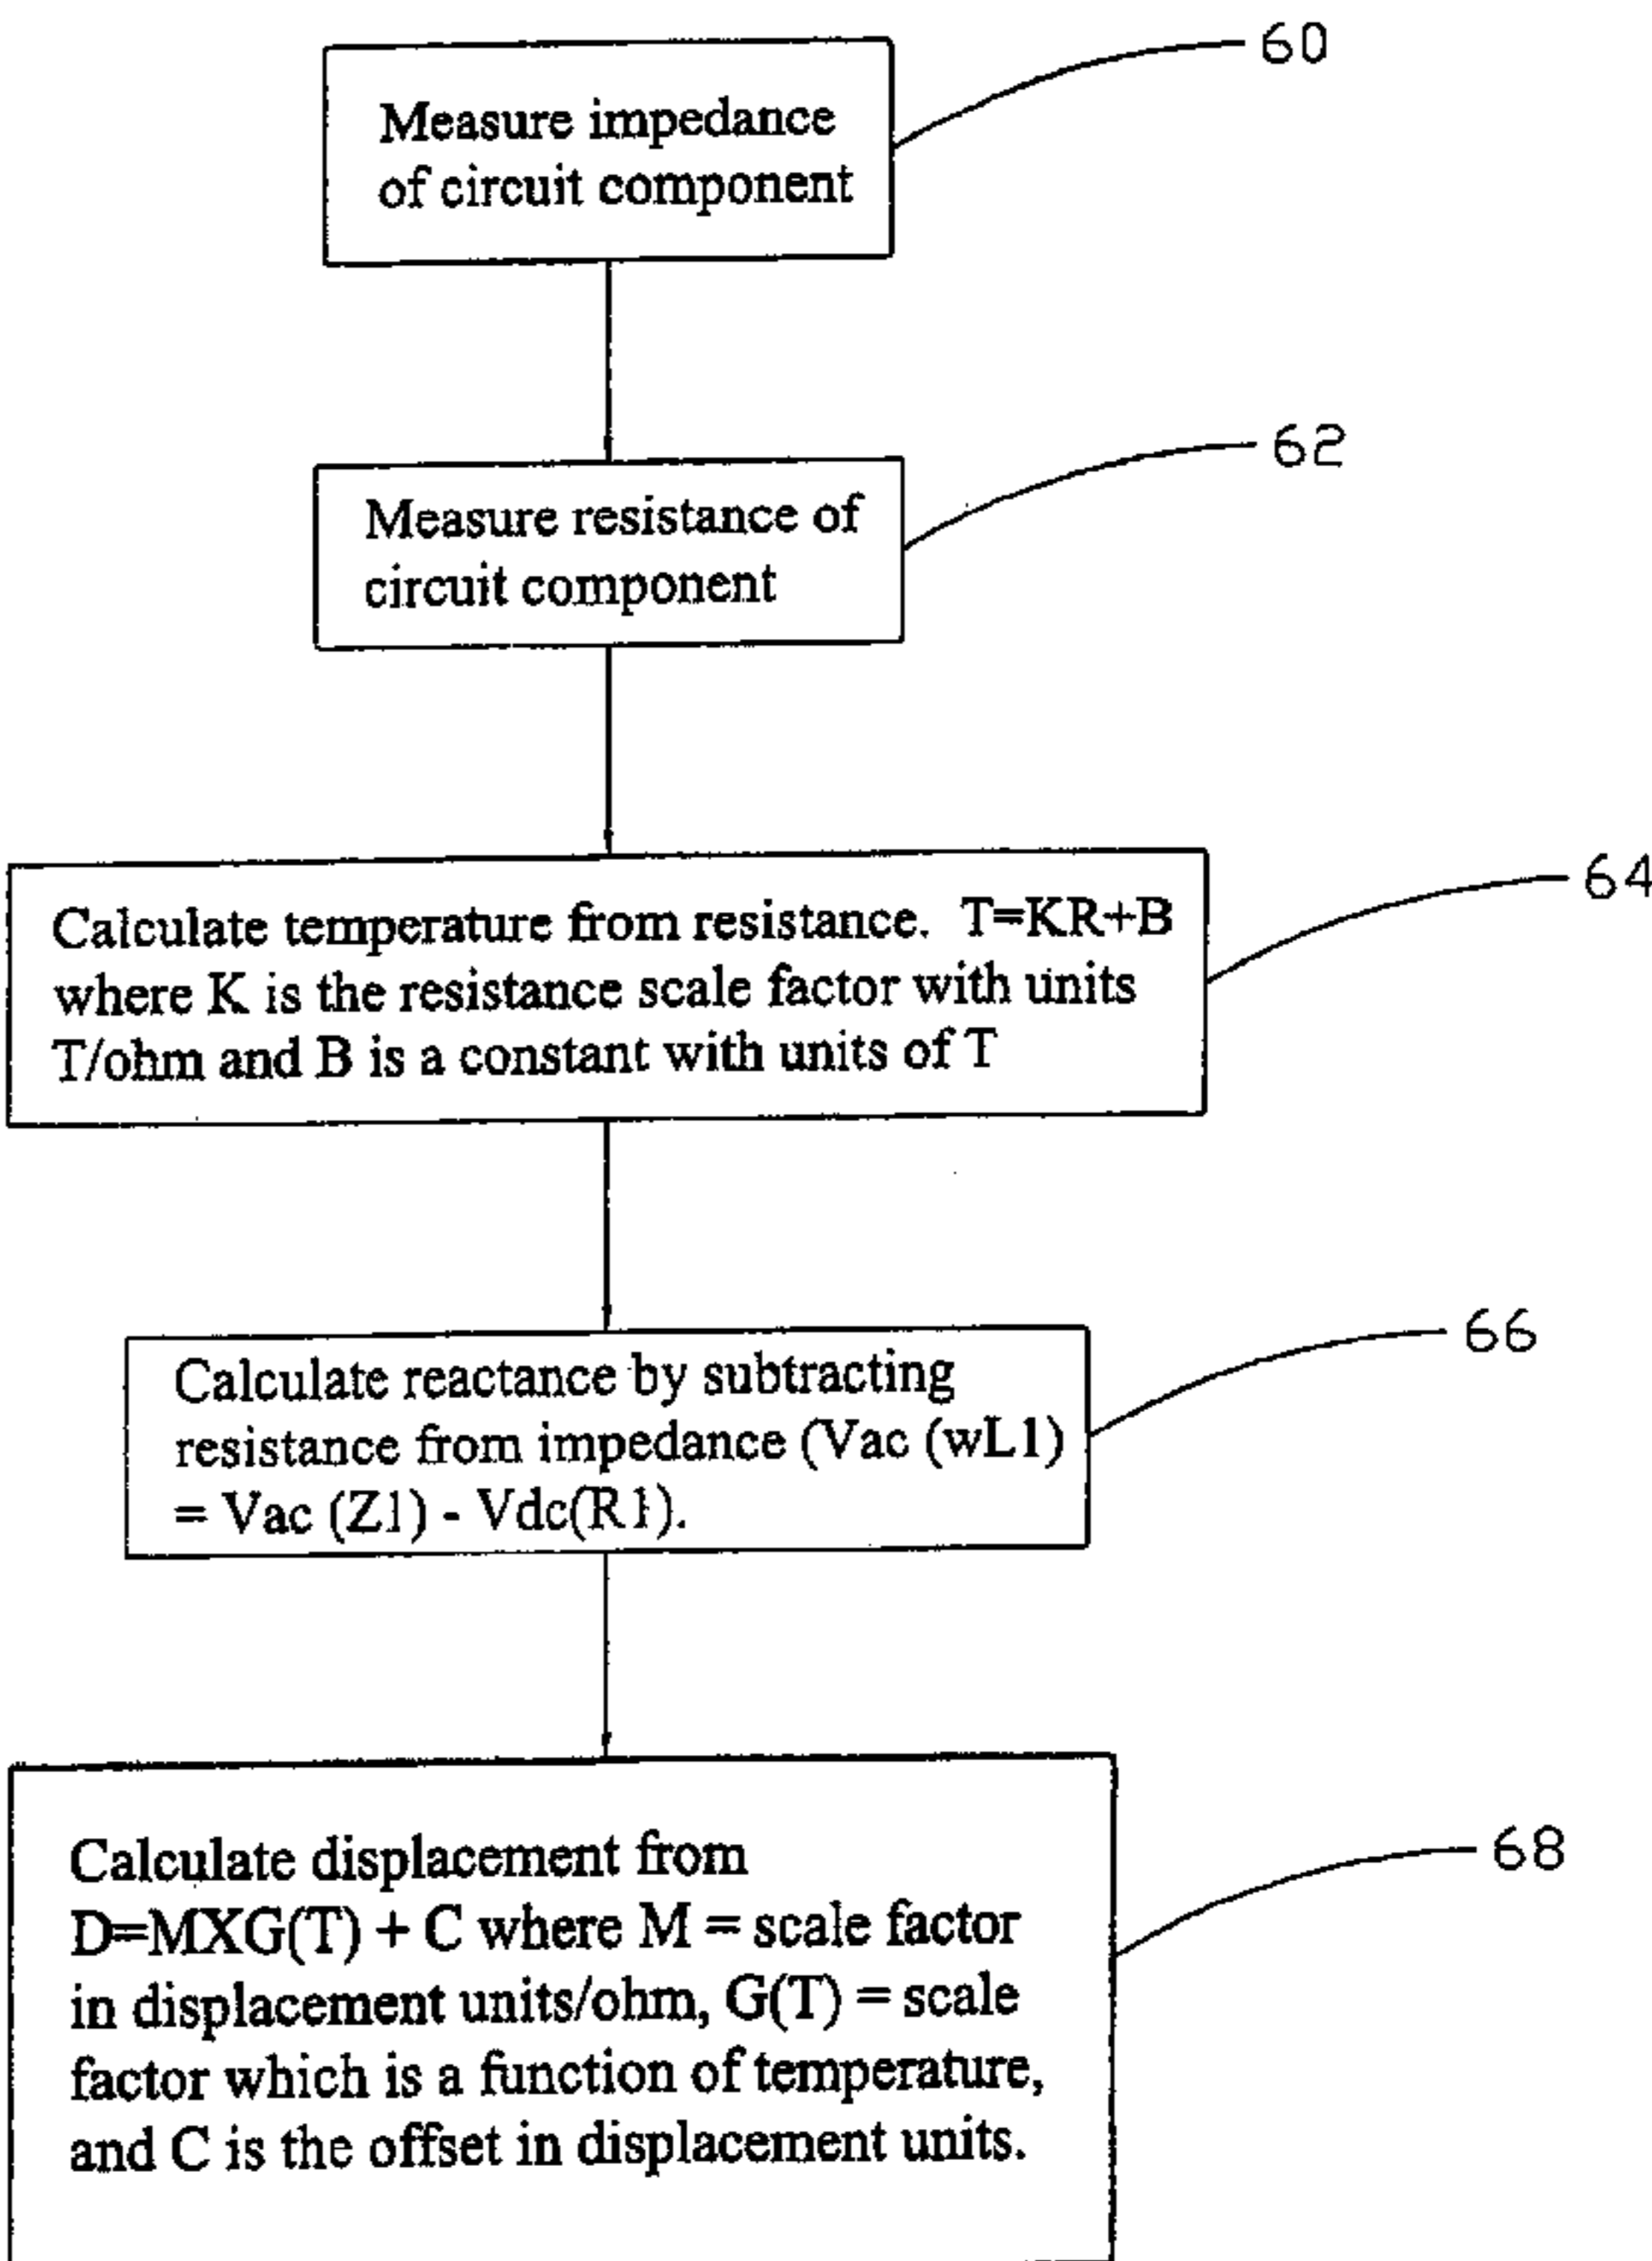 60
Measure impedance
of circuit component
62
Measure resistance of
circuit component
64
Calculate temperature from resistance. T=KR+B
where K is the resistance scale factor with units
T/ohm and B is a constant with units of T
66
Calculate reactance by subtracting
resistance from impedance (Vac (wL1)
= Vac (Z1) - Vdc(R1).
68
Calculate displacement from
D=MXG(T) + C where M = scale factor
in displacement units/ohm, G(T) = scale
factor which is a function of temperature,
and C is the offset in displacement units.